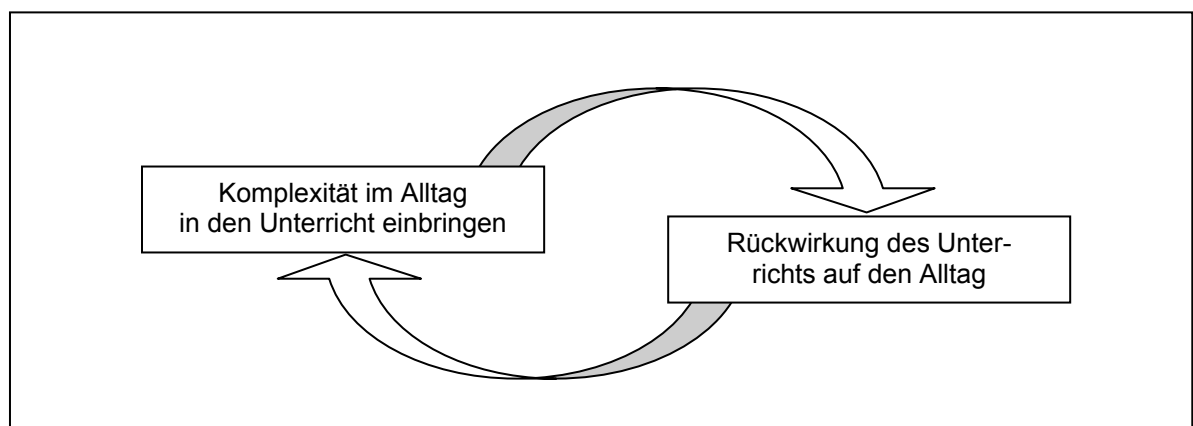 Komplexität im Alltag
in den Unterricht einbringen
Rückwirkung des Unter-
richts auf den Alltag